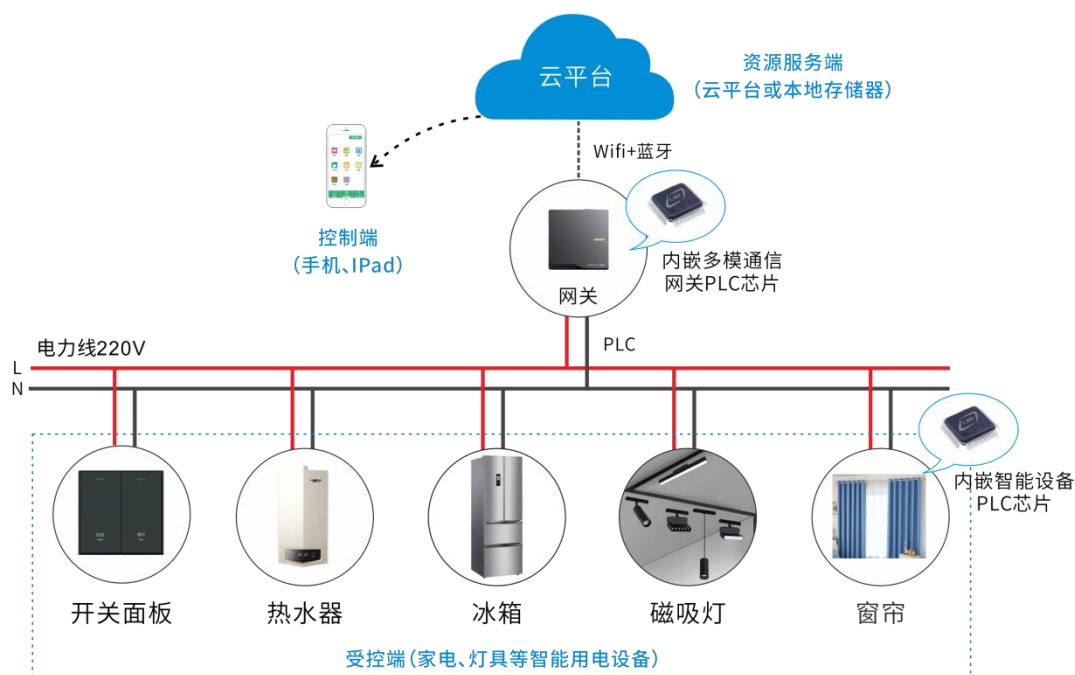 云平台
资源服务端
（云平台或本地存储器）
Wifi+蓝牙
控制端
（手机、IPad）
网关
内嵌多模通信
网关PLC芯片
电力线220V
PLC
L
N
内嵌智能设备
PLC芯片
开关面板
热水器
冰箱
磁吸灯
窗帘
受控端（家电、灯具等智能用电设备）